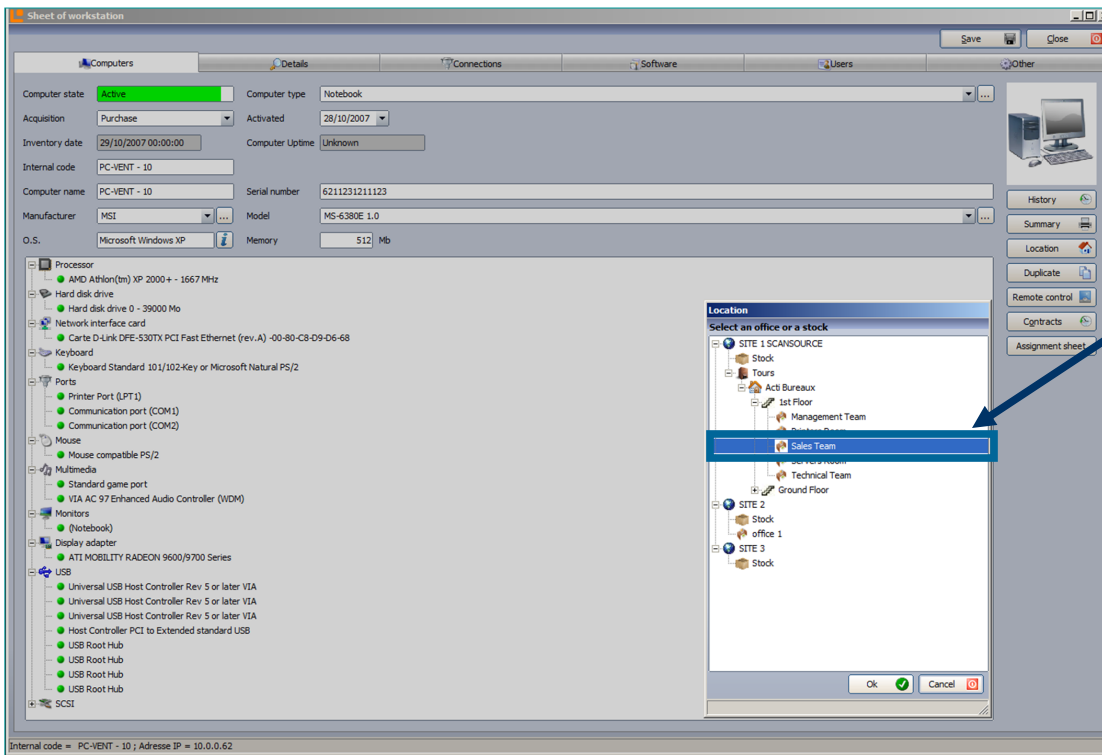 Sheet of workstation
Save Close
Computers Details Connections Software Users Other
Computer state Active Computer type Notebook ...
Acquisition Purchase Activated 28/10/2007
Inventory date 29/10/2007 00:00:00 Computer Uptime Unknown
Internal code PC-VENT - 10
Computer name PC-VENT - 10 Serial number 6211231211123
Manufacturer MSI ... Model MS-6380E 1.0 ...
O.S. Microsoft Windows XP i Memory 512 Mb
History
Summary
Location
Duplicate
Remote control
Contracts
Assignment sheet
Processor
AMD Athlon(tm) XP 2000+ - 1667 MHz
Hard disk drive
Hard disk drive 0 - 39000 Mo
Network interface card
Carte D-Link DFE-530TX PCI Fast Ethernet (rev.A) -00-80-C8-D9-D6-68
Keyboard
Keyboard Standard 101/102-Key or Microsoft Natural PS/2
Ports
Printer Port (LPT1)
Communication port (COM1)
Communication port (COM2)
Mouse
Mouse compatible PS/2
Multimedia
Standard game port
VIA AC 97 Enhanced Audio Controller (WDM)
Monitors
(Notebook)
Display adapter
ATI MOBILITY RADEON 9600/9700 Series
USB
Universal USB Host Controller Rev 5 or later VIA
Universal USB Host Controller Rev 5 or later VIA
Universal USB Host Controller Rev 5 or later VIA
Host Controller PCI to Extended standard USB
USB Root Hub
USB Root Hub
USB Root Hub
USB Root Hub
SCSI
Location
Select an office or a stock
SITE 1 SCANSOURCE
Stock
Tours
Acti Bureaux
1st Floor
Management Team
Printers Room
Sales Team
Servers Room
Technical Team
Ground Floor
SITE 2
Stock
office 1
SITE 3
Stock
Ok Cancel
Internal code = PC-VENT - 10 ; Adresse IP = 10.0.0.62